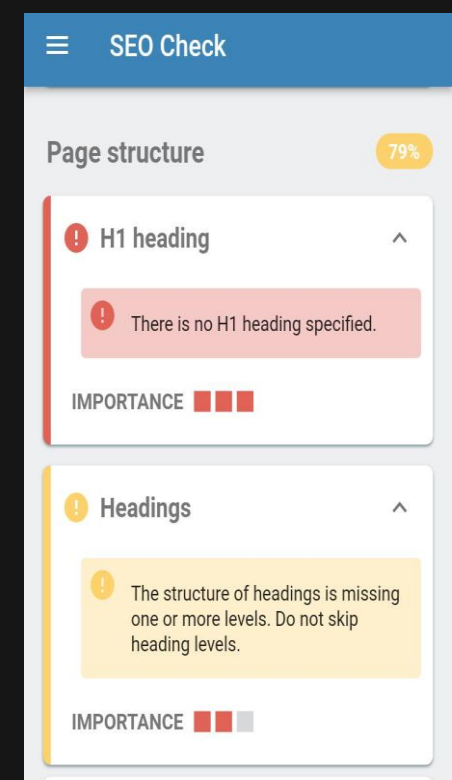 SEO Check
Page structure
79%
H1 heading
There is no H1 heading specified.
IMPORTANCE
Headings
The structure of headings is missing
one or more levels. Do not skip
heading levels.
IMPORTANCE